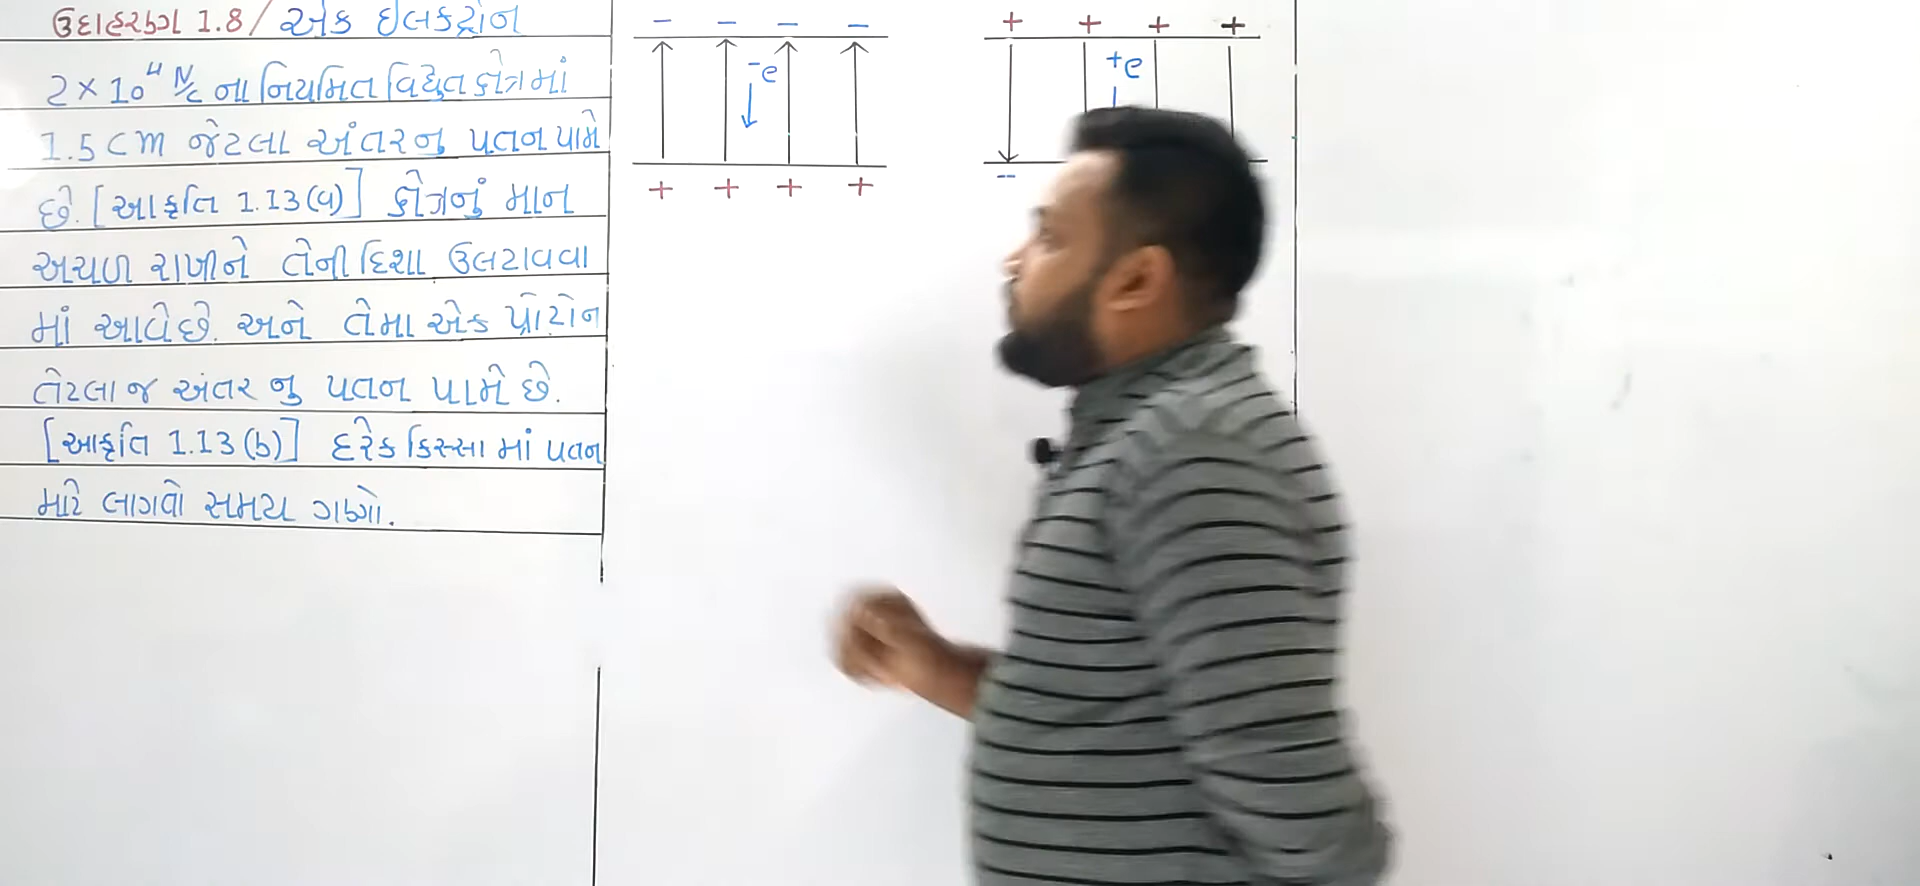 ઉદાહરણ 1.8/ એક ઇલેક્ટ્રોન
2 × 10⁴ N/C ના નિયમિત વિદ્યુત ક્ષેત્રમાં
1.5 cm જેટલા અંતરનુ પતન પામે
છે. [આકૃતિ 1.13(a)] ક્ષેત્રનું માન
અચળ રાખીને તેની દિશા ઉલટાવવા
માં આવે છે. અને તેમા એક પ્રોટોન
તેટલા જ અંતર નુ પતન પામે છે.
[આકૃતિ 1.13(b)] દરેક કિસ્સા માં પતન
માટે લાગતો સમય ગણો.
− − − −
-e
+ + + +
+ + + +
+e
−